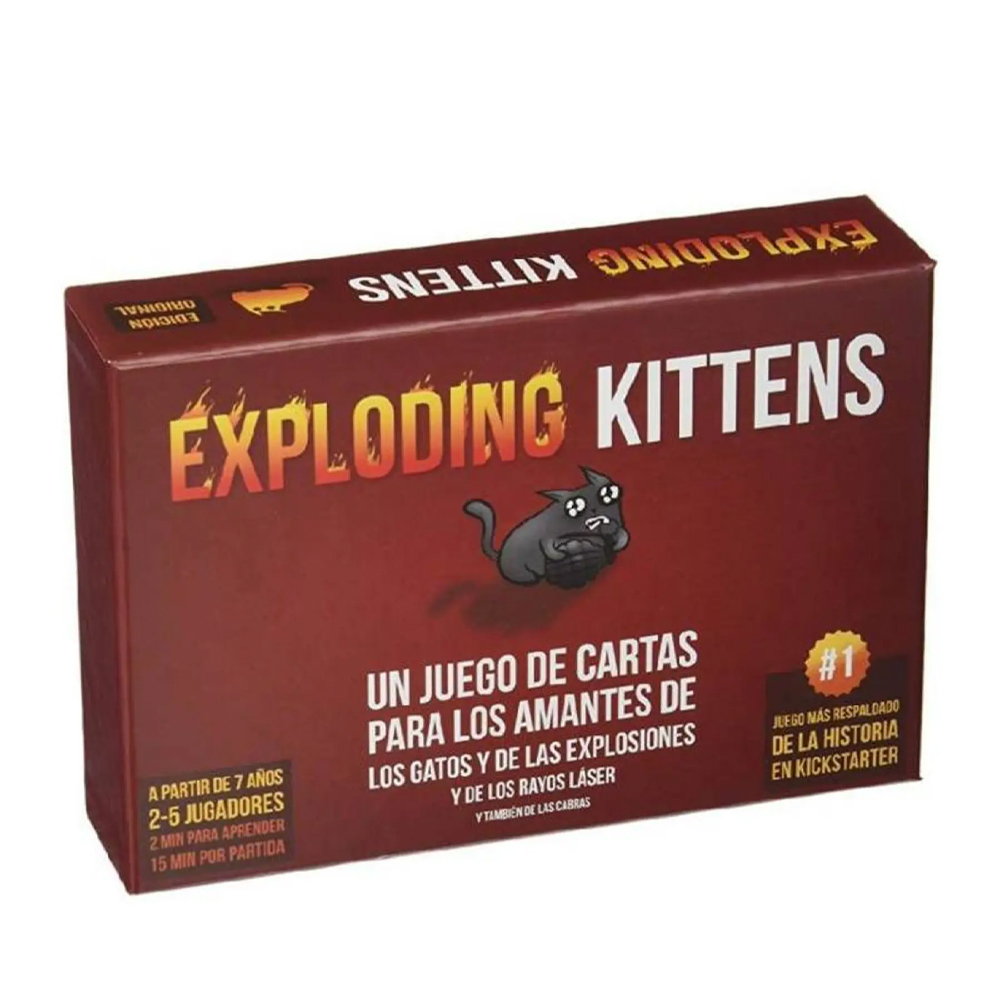 EXPLODING KITTENS
EDICIÓN
ORIGINAL
EXPLODING KITTENS
UN JUEGO DE CARTAS
PARA LOS AMANTES DE
LOS GATOS Y DE LAS EXPLOSIONES
Y DE LOS RAYOS LÁSER
Y TAMBIÉN DE LAS CABRAS
A PARTIR DE 7 AÑOS
2-5 JUGADORES
2 MIN PARA APRENDER
15 MIN POR PARTIDA
#1
JUEGO MÁS RESPALDADO
DE LA HISTORIA
EN KICKSTARTER